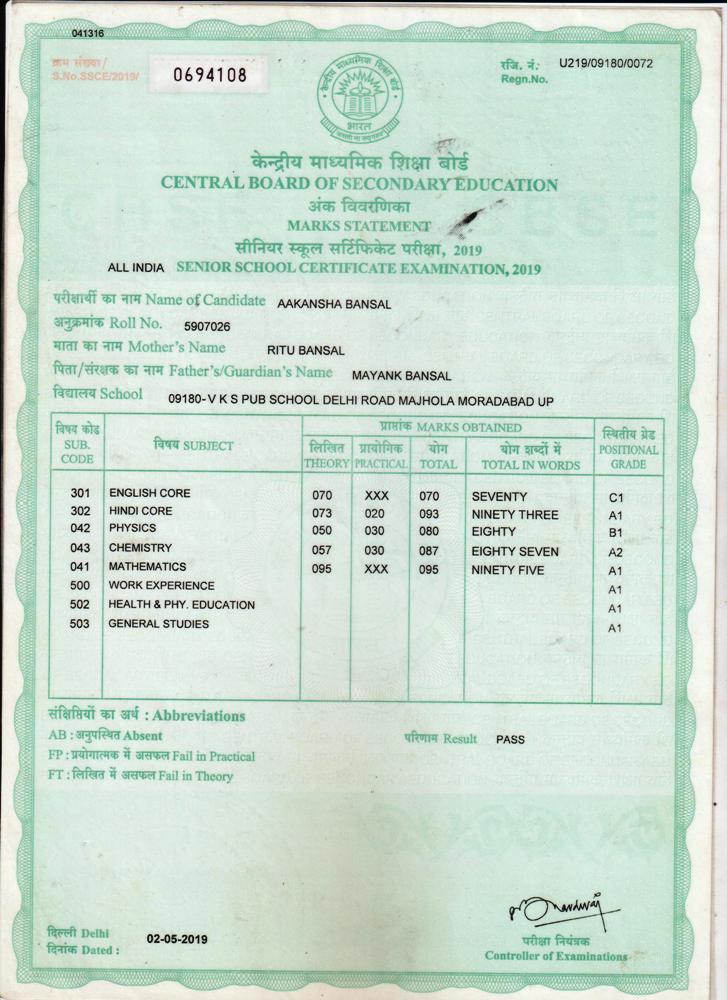 041316
क्रम संख्या/
S.No.SSCE/2019/
0694108
रजि. नं.
Regn.No.
U219/09180/0072
केन्द्रीय माध्यमिक शिक्षा बोर्ड
भारत
केन्द्रीय माध्यमिक शिक्षा बोर्ड
CENTRAL BOARD OF SECONDARY EDUCATION
अंक विवरणिका
MARKS STATEMENT
सीनियर स्कूल सर्टिफिकेट परीक्षा, 2019
ALL INDIA SENIOR SCHOOL CERTIFICATE EXAMINATION, 2019
परीक्षार्थी का नाम Name of Candidate AAKANSHA BANSAL
अनुक्रमांक Roll No. 5907026
माता का नाम Mother's Name RITU BANSAL
पिता/संरक्षक का नाम Father's/Guardian's Name MAYANK BANSAL
विद्यालय School 09180-V K S PUB SCHOOL DELHI ROAD MAJHOLA MORADABAD UP
विषय कोड SUB. CODE
विषय SUBJECT
प्राप्तांक MARKS OBTAINED
लिखित THEORY
प्रायोगिक PRACTICAL
योग TOTAL
योग शब्दों में TOTAL IN WORDS
स्थितीय ग्रेड POSITIONAL GRADE
301 ENGLISH CORE 070 XXX 070 SEVENTY C1
302 HINDI CORE 073 020 093 NINETY THREE A1
042 PHYSICS 050 030 080 EIGHTY B1
043 CHEMISTRY 057 030 087 EIGHTY SEVEN A2
041 MATHEMATICS 095 XXX 095 NINETY FIVE A1
500 WORK EXPERIENCE A1
502 HEALTH & PHY. EDUCATION A1
503 GENERAL STUDIES A1
संक्षिप्तियों का अर्थ : Abbreviations
AB : अनुपस्थित Absent
परिणाम Result PASS
FP : प्रयोगात्मक में असफल Fail in Practical
FT : लिखित में असफल Fail in Theory
दिल्ली Delhi
दिनांक Dated : 02-05-2019
परीक्षा नियंत्रक
Controller of Examinations